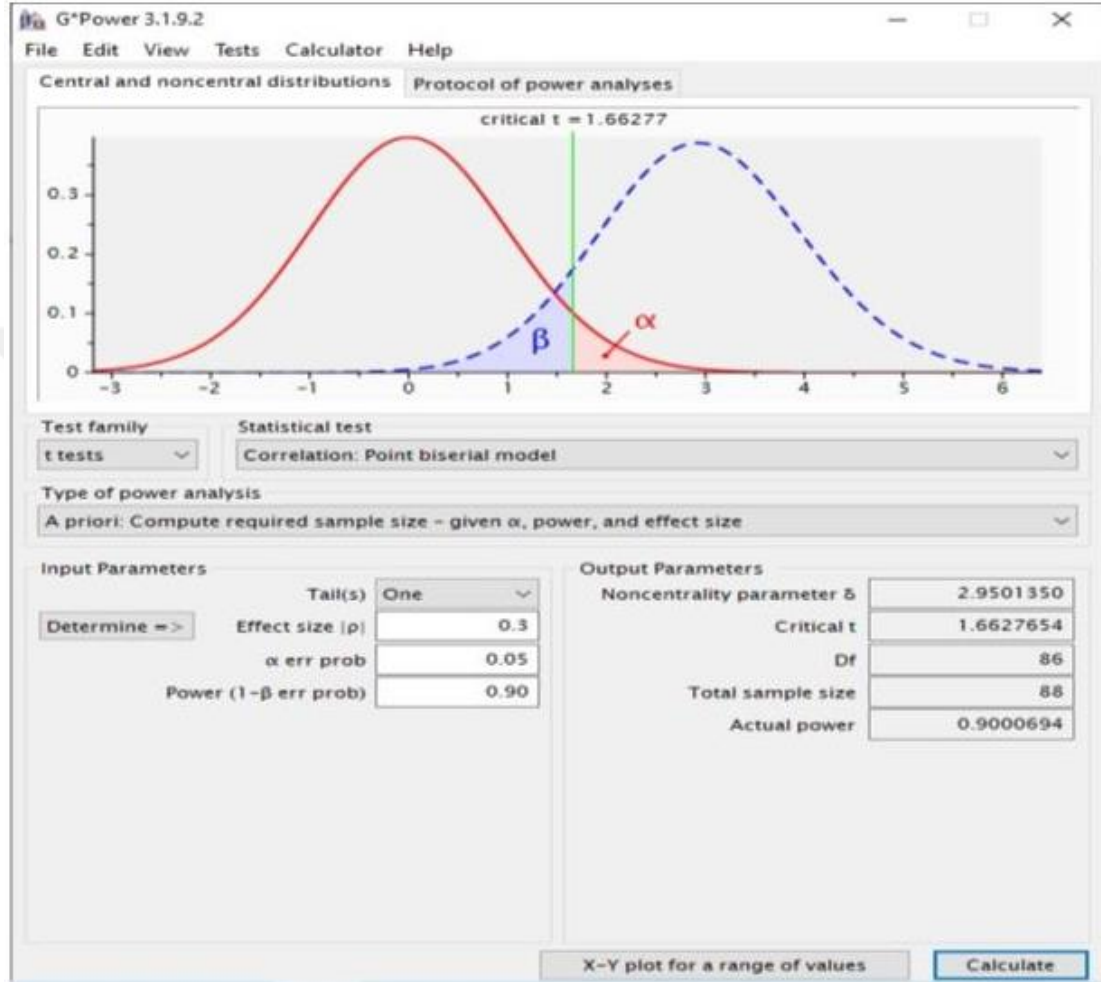 G*Power 3.1.9.2
File Edit View Tests Calculator Help
Central and noncentral distributions Protocol of power analyses
critical t = 1.66277
0.3
0.2
0.1
0
β
α
-3 -2 -1 0 1 2 3 4 5 6
Test family Statistical test
t tests Correlation: Point biserial model
Type of power analysis
A priori: Compute required sample size - given α, power, and effect size
Input Parameters
Tail(s) One
Determine => Effect size |ρ| 0.3
α err prob 0.05
Power (1-β err prob) 0.90
Output Parameters
Noncentrality parameter δ 2.9501350
Critical t 1.6627654
Df 86
Total sample size 88
Actual power 0.9000694
X-Y plot for a range of values Calculate